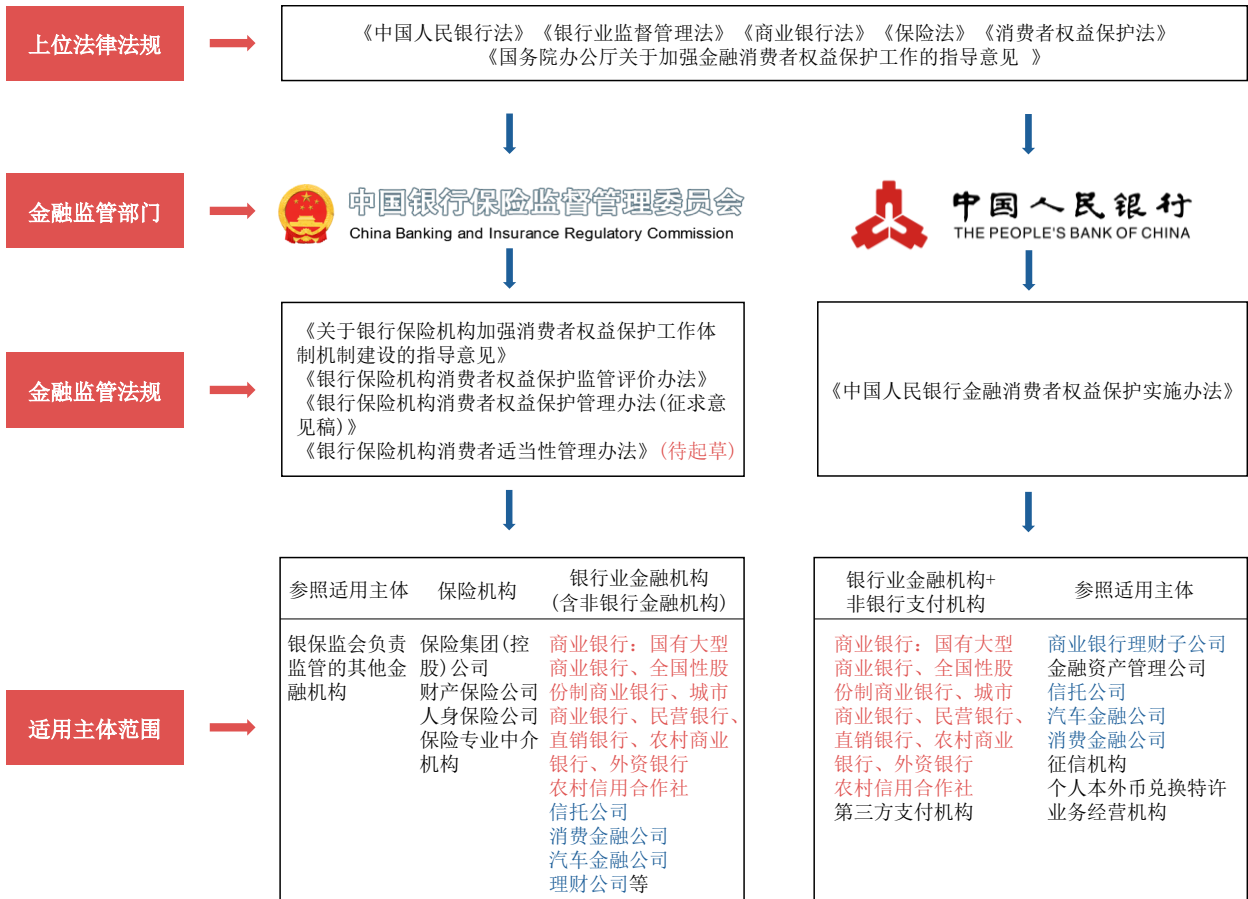 上位法律法规
《中国人民银行法》《银行业监督管理法》《商业银行法》《保险法》《消费者权益保护法》
《国务院办公厅关于加强金融消费者权益保护工作的指导意见 》
金融监管部门
中国银行保险监督管理委员会
China Banking and Insurance Regulatory Commission
中国人民银行
THE PEOPLE'S BANK OF CHINA
金融监管法规
《关于银行保险机构加强消费者权益保护工作体
制机制建设的指导意见》
《银行保险机构消费者权益保护监管评价办法》
《银行保险机构消费者权益保护管理办法(征求意
见稿)》
《银行保险机构消费者适当性管理办法》(待起草)
《中国人民银行金融消费者权益保护实施办法》
适用主体范围
参照适用主体
银保监会负责
监管的其他金
融机构
保险机构
保险集团(控
股)公司
财产保险公司
人身保险公司
保险专业中介
机构
银行业金融机构
(含非银行金融机构)
商业银行：国有大型
商业银行、全国性股
份制商业银行、城市
商业银行、民营银行、
直销银行、农村商业
银行、外资银行
农村信用合作社
信托公司
消费金融公司
汽车金融公司
理财公司等
银行业金融机构+
非银行支付机构
商业银行：国有大型
商业银行、全国性股
份制商业银行、城市
商业银行、民营银行、
直销银行、农村商业
银行、外资银行
农村信用合作社
第三方支付机构
参照适用主体
商业银行理财子公司
金融资产管理公司
信托公司
汽车金融公司
消费金融公司
征信机构
个人本外币兑换特许
业务经营机构